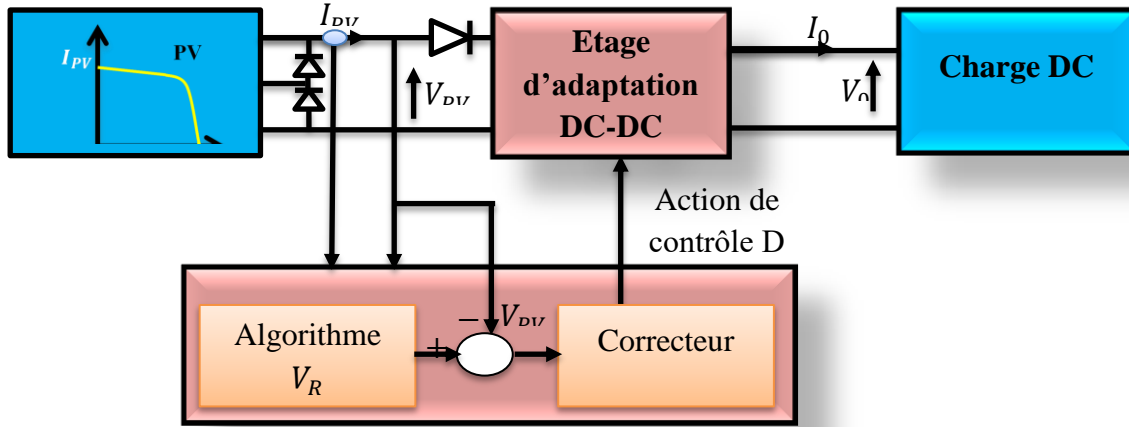 I_PV
PV
I_PV
V_PV
Etage
d'adaptation
DC-DC
I_0
V_0
Charge DC
Action de
contrôle D
Algorithme
V_R
+
−
V_PV
Correcteur